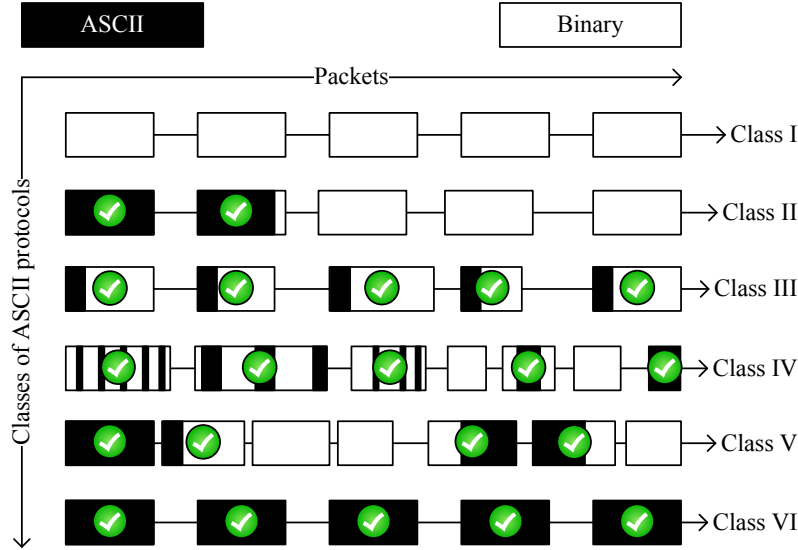 ASCII
Binary
Packets
Classes of ASCII protocols
Class I
Class II
Class III
Class IV
Class V
Class VI